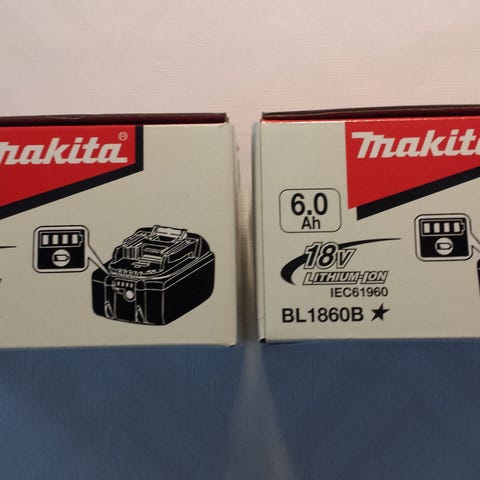 makita®
Makita
6.0
Ah
18V
LITHIUM-ION
IEC61960
BL1860B ★